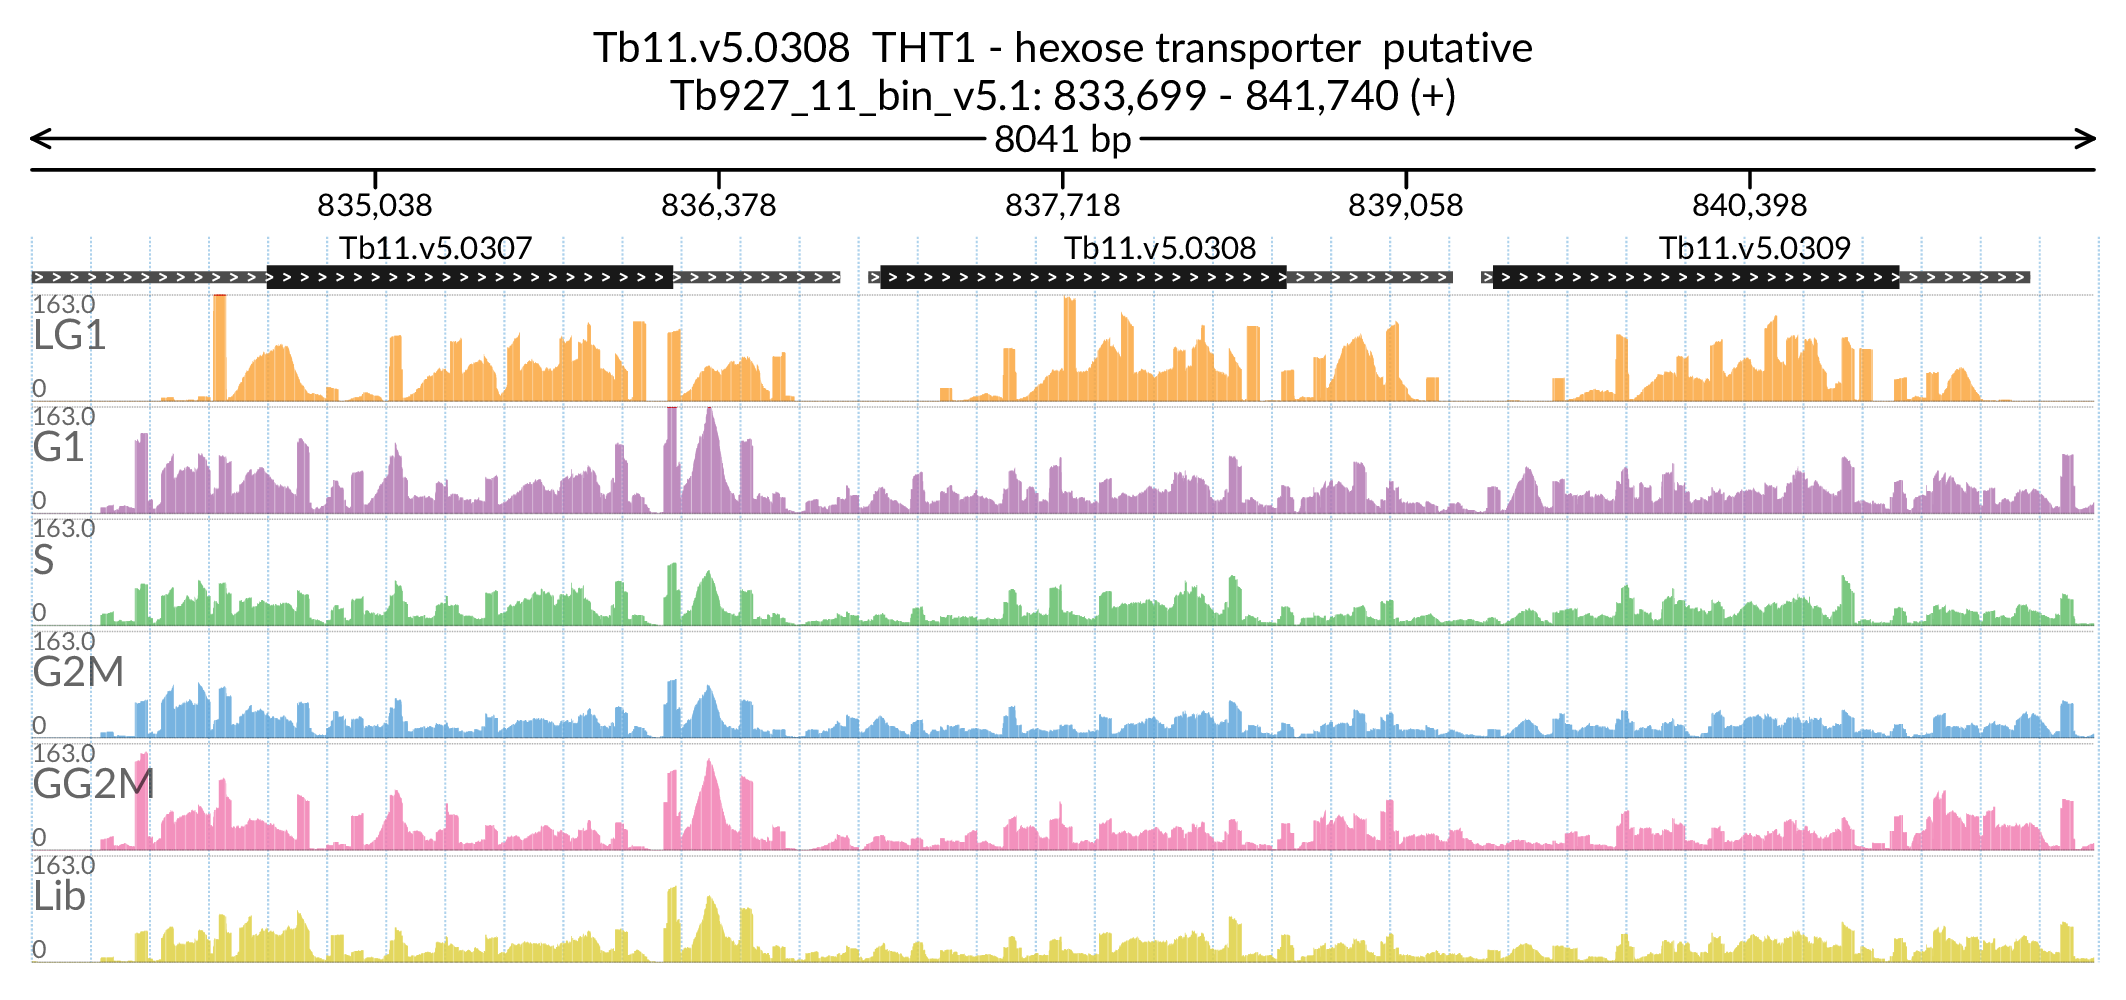 Tb11.v5.0308  THT1 - hexose transporter  putative
Tb927_11_bin_v5.1: 833,699 - 841,740 (+)
8041 bp
835,038 836,378 837,718 839,058 840,398
Tb11.v5.0307 Tb11.v5.0308 Tb11.v5.0309
163.0
LG1
0
163.0
G1
0
163.0
S
0
163.0
G2M
0
163.0
GG2M
0
163.0
Lib
0